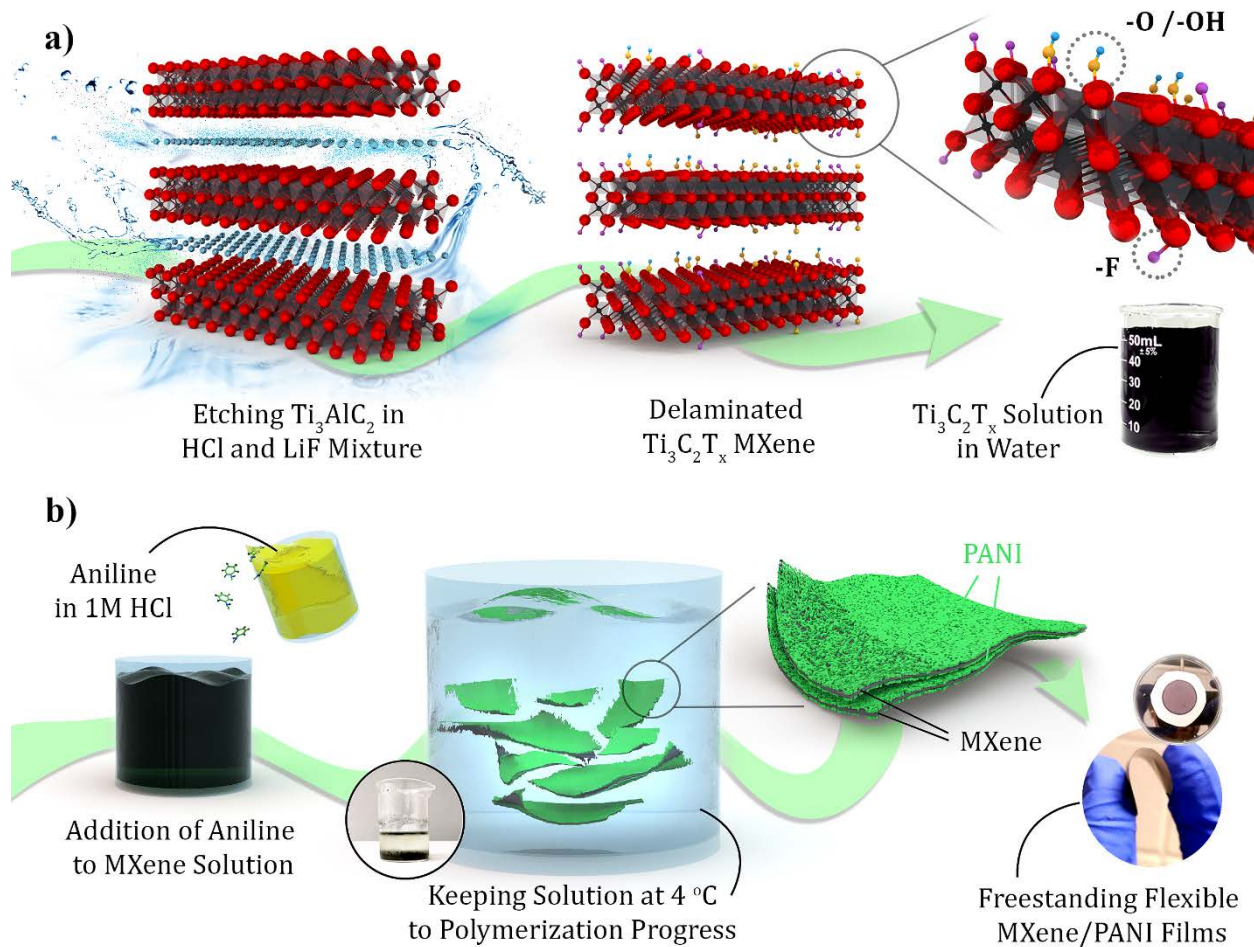 a)
-O /-OH
-F
50mL
±5%
40
30
20
10
Etching Ti₃AlC₂ in
HCl and LiF Mixture
Delaminated
Ti₃C₂Tₓ MXene
Ti₃C₂Tₓ Solution
in Water
b)
Aniline
in 1M HCl
PANI
MXene
Addition of Aniline
to MXene Solution
Keeping Solution at 4 ᵒC
to Polymerization Progress
Freestanding Flexible
MXene/PANI Films